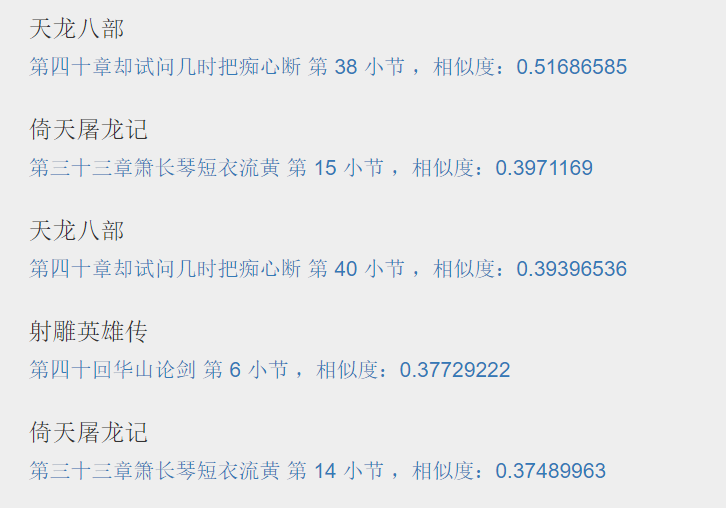 天龙八部
第四十章却试问几时把痴心断 第 38 小节 ，相似度：0.51686585
倚天屠龙记
第三十三章箫长琴短衣流黄 第 15 小节 ，相似度：0.3971169
天龙八部
第四十章却试问几时把痴心断 第 40 小节 ，相似度：0.39396536
射雕英雄传
第四十回华山论剑 第 6 小节 ，相似度：0.37729222
倚天屠龙记
第三十三章箫长琴短衣流黄 第 14 小节 ，相似度：0.37489963